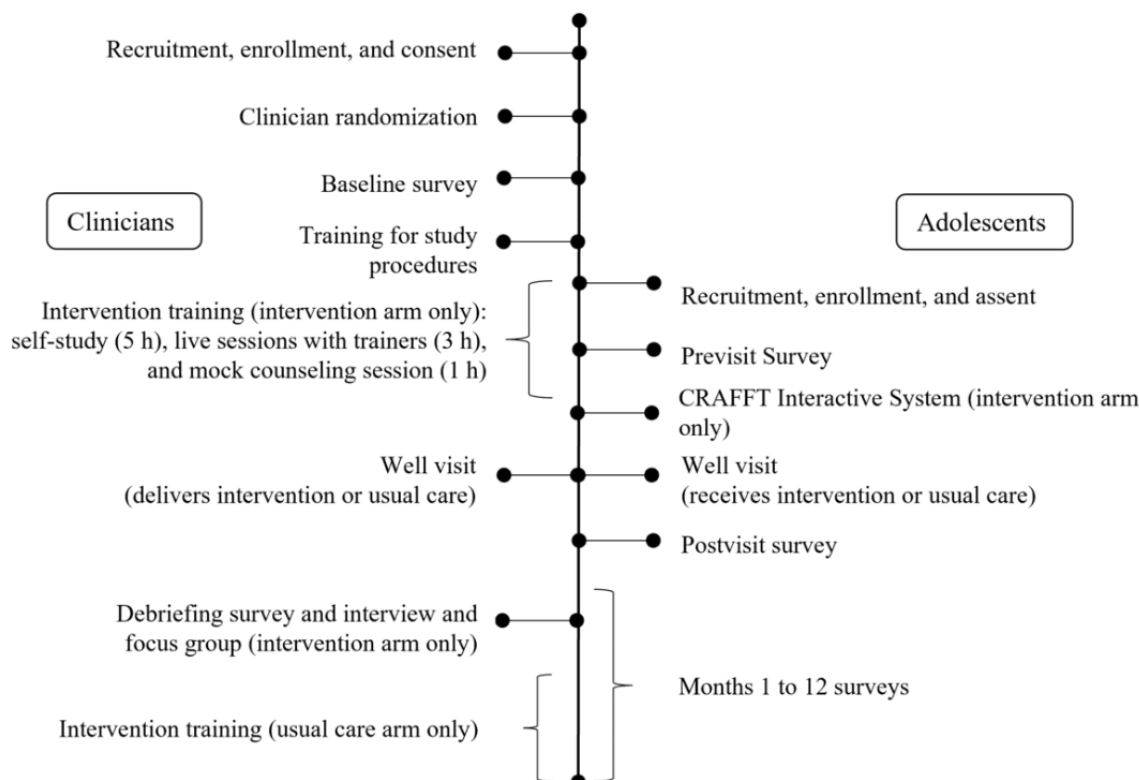 Recruitment, enrollment, and consent
Clinician randomization
Baseline survey
Clinicians
Training for study
procedures
Intervention training (intervention arm only):
self-study (5 h), live sessions with trainers (3 h),
and mock counseling session (1 h)
Well visit
(delivers intervention or usual care)
Debriefing survey and interview and
focus group (intervention arm only)
Intervention training (usual care arm only)
Adolescents
Recruitment, enrollment, and assent
Previsit Survey
CRAFFT Interactive System (intervention arm
only)
Well visit
(receives intervention or usual care)
Postvisit survey
Months 1 to 12 surveys